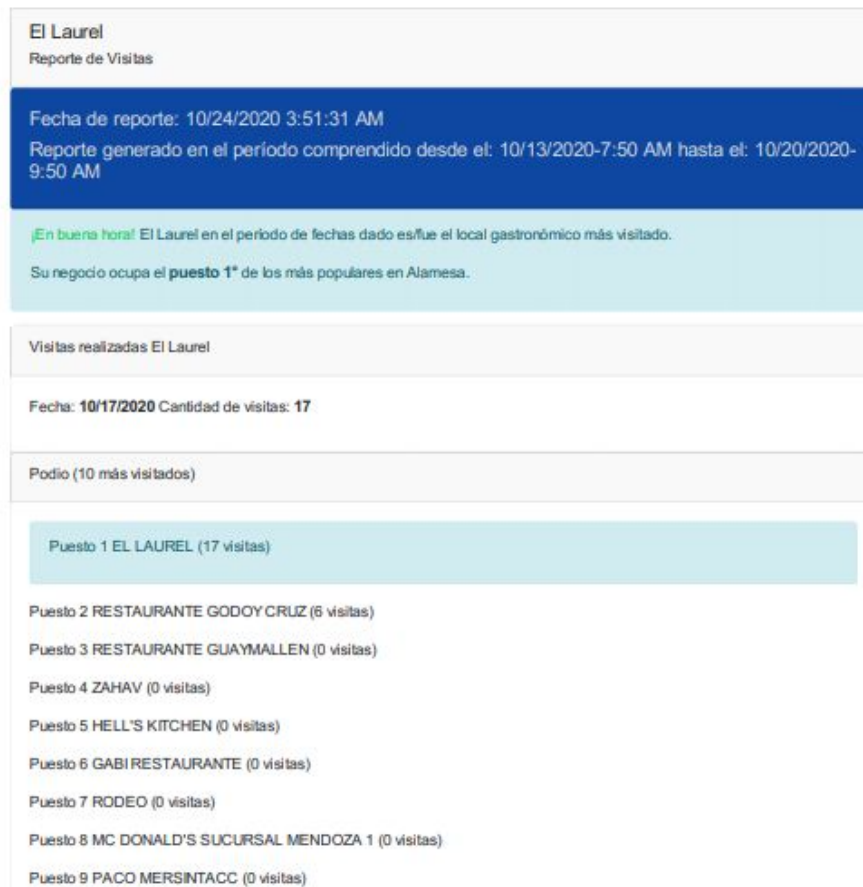 El Laurel
Reporte de Visitas
Fecha de reporte: 10/24/2020 3:51:31 AM
Reporte generado en el período comprendido desde el: 10/13/2020-7:50 AM hasta el: 10/20/2020-
9:50 AM
¡En buena hora! El Laurel en el período de fechas dado es/fue el local gastronómico más visitado.
Su negocio ocupa el puesto 1° de los más populares en Alamesa.
Visitas realizadas El Laurel
Fecha: 10/17/2020 Cantidad de visitas: 17
Podio (10 más visitados)
Puesto 1 EL LAUREL (17 visitas)
Puesto 2 RESTAURANTE GODOY CRUZ (6 visitas)
Puesto 3 RESTAURANTE GUAYMALLEN (0 visitas)
Puesto 4 ZAHAV (0 visitas)
Puesto 5 HELL'S KITCHEN (0 visitas)
Puesto 6 GABI RESTAURANTE (0 visitas)
Puesto 7 RODEO (0 visitas)
Puesto 8 MC DONALD'S SUCURSAL MENDOZA 1 (0 visitas)
Puesto 9 PACO MERSINTACC (0 visitas)